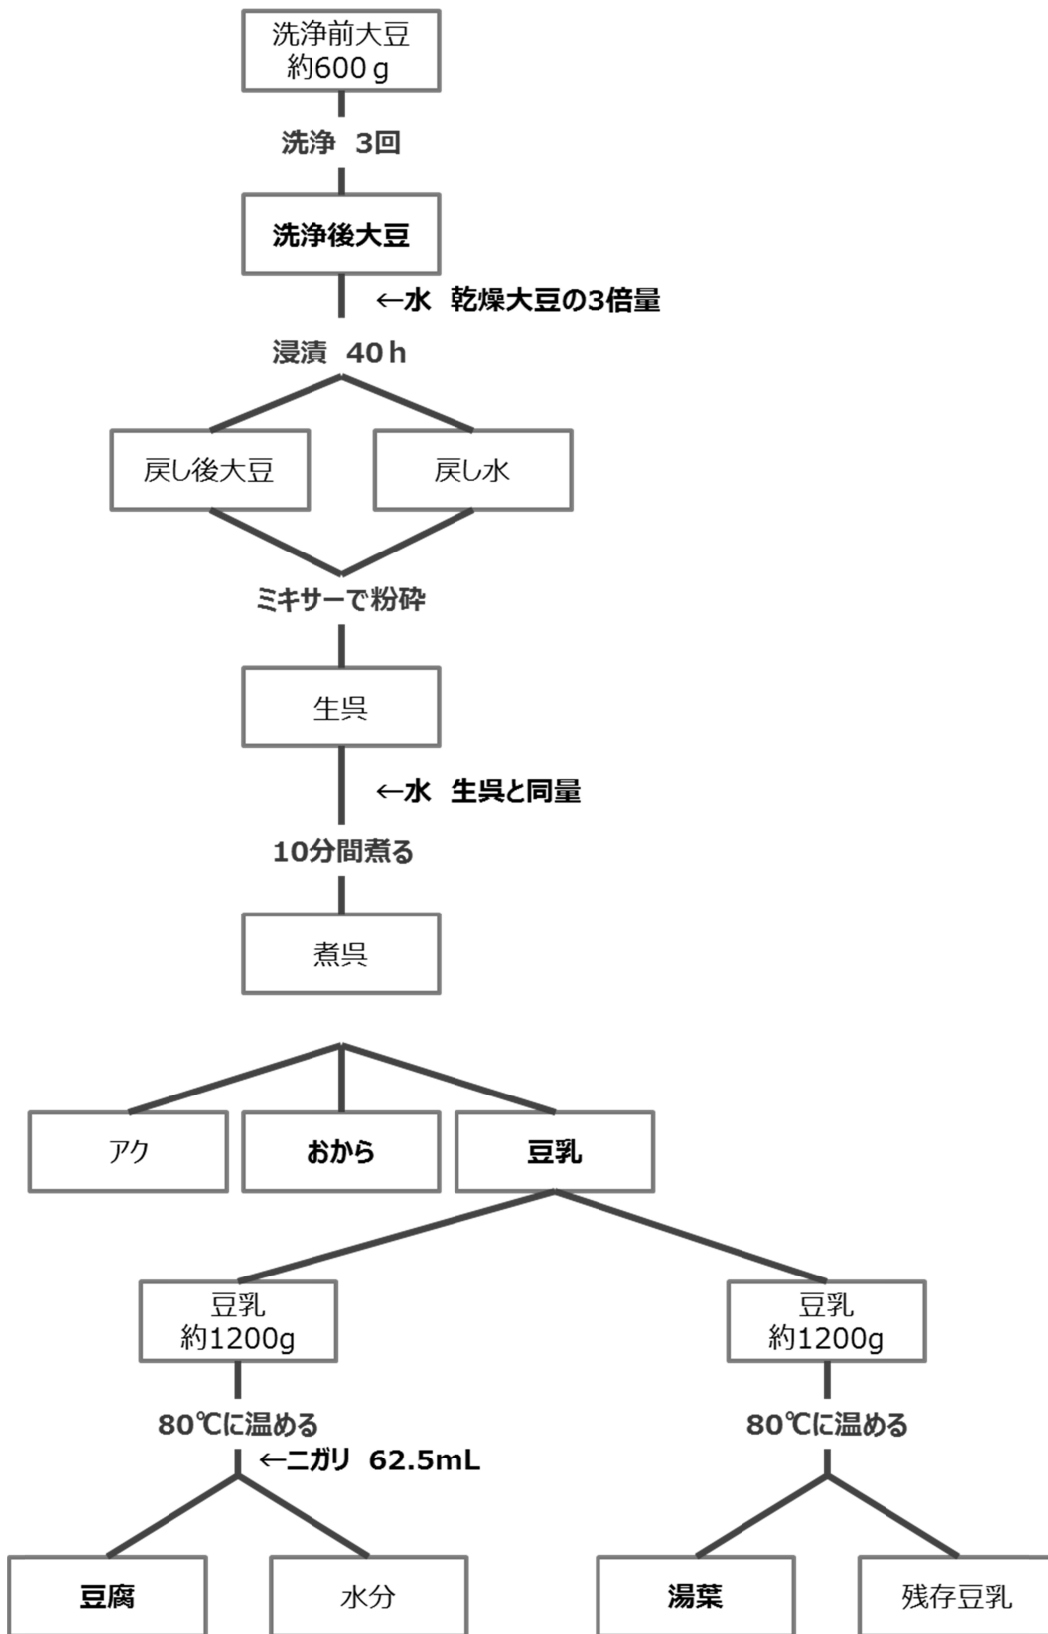 洗浄前大豆
約600ｇ
洗浄　3回
洗浄後大豆
←水　乾燥大豆の3倍量
浸漬　40ｈ
戻し後大豆
戻し水
ミキサーで粉砕
生呉
←水　生呉と同量
10分間煮る
煮呉
アク
おから
豆乳
豆乳
約1200g
豆乳
約1200g
80℃に温める
80℃に温める
←ニガリ　62.5mL
豆腐
水分
湯葉
残存豆乳